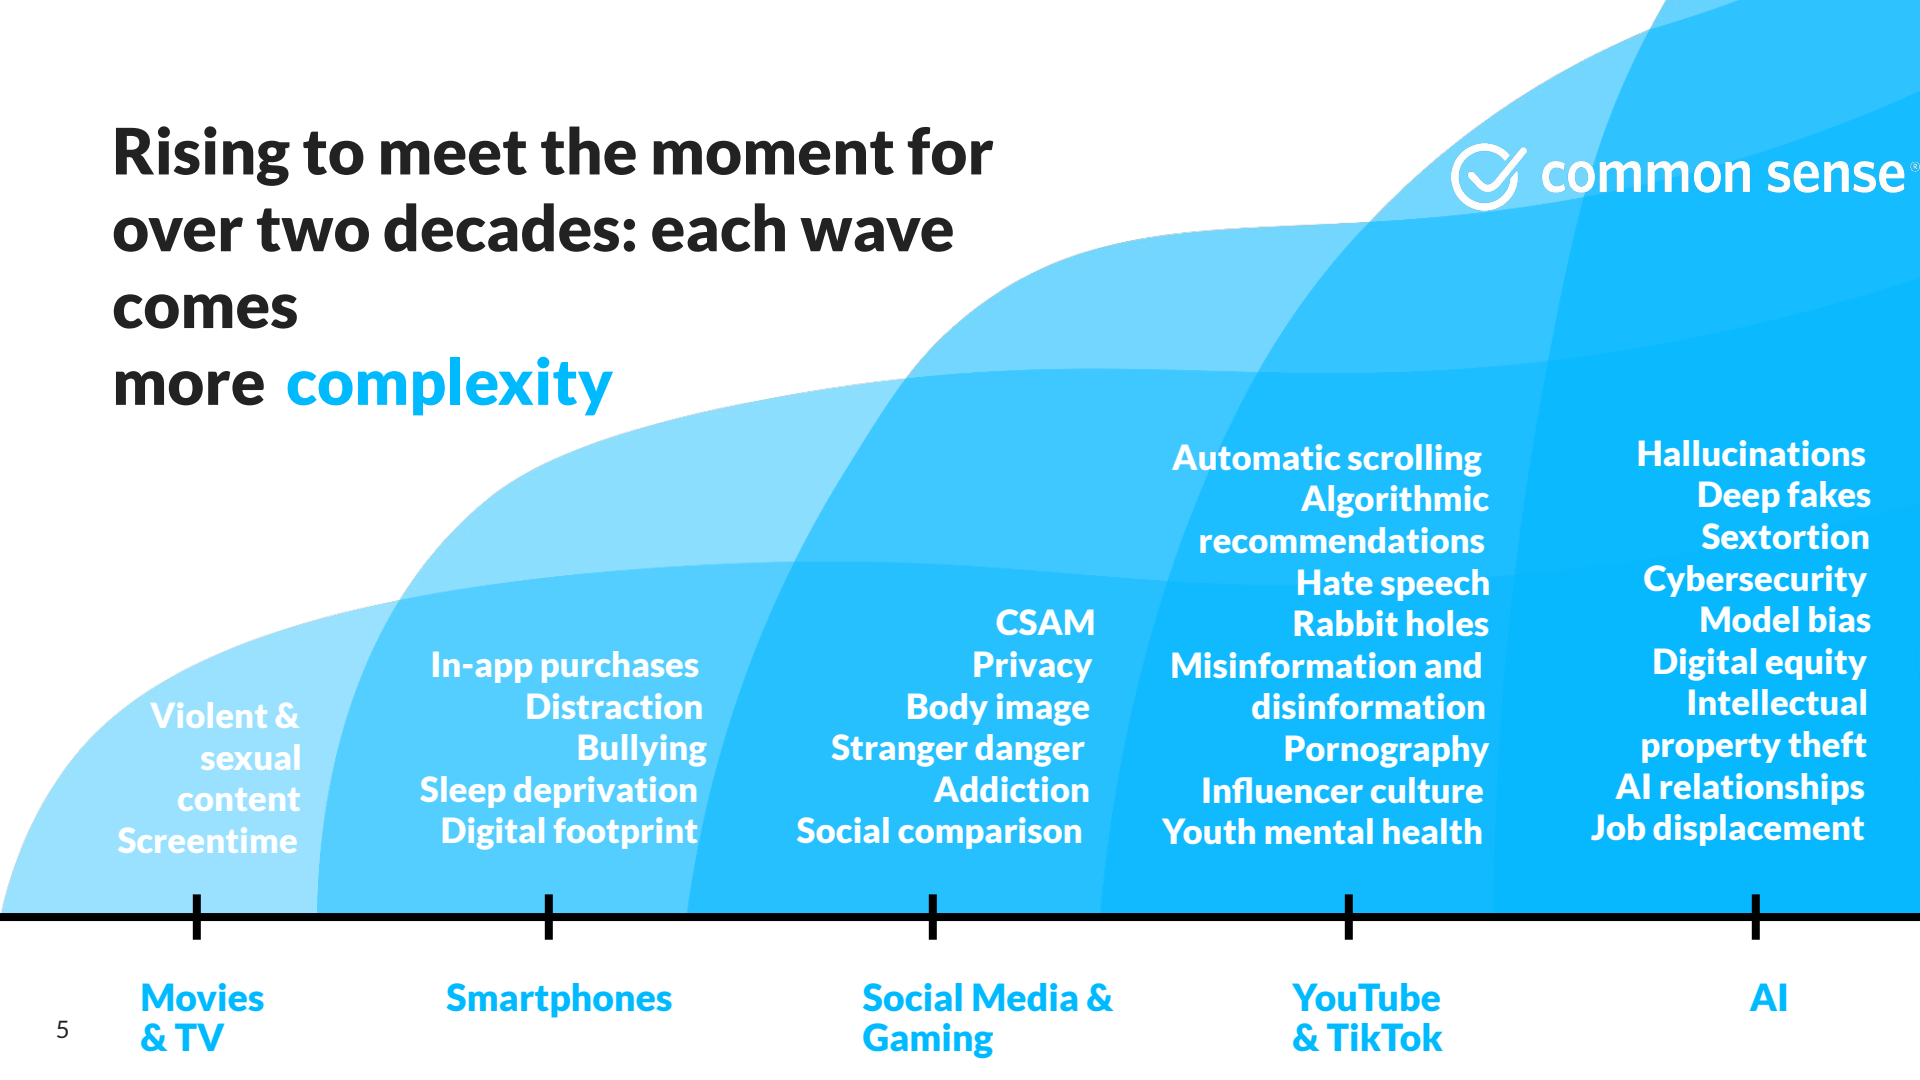 Rising to meet the moment for
over two decades: each wave
comes
more complexity
common sense®
Violent &
sexual
content
Screentime
In-app purchases
Distraction
Bullying
Sleep deprivation
Digital footprint
CSAM
Privacy
Body image
Stranger danger
Addiction
Social comparison
Automatic scrolling
Algorithmic
recommendations
Hate speech
Rabbit holes
Misinformation and
disinformation
Pornography
Influencer culture
Youth mental health
Hallucinations
Deep fakes
Sextortion
Cybersecurity
Model bias
Digital equity
Intellectual
property theft
AI relationships
Job displacement
Movies
& TV
Smartphones
Social Media &
Gaming
YouTube
& TikTok
AI
5